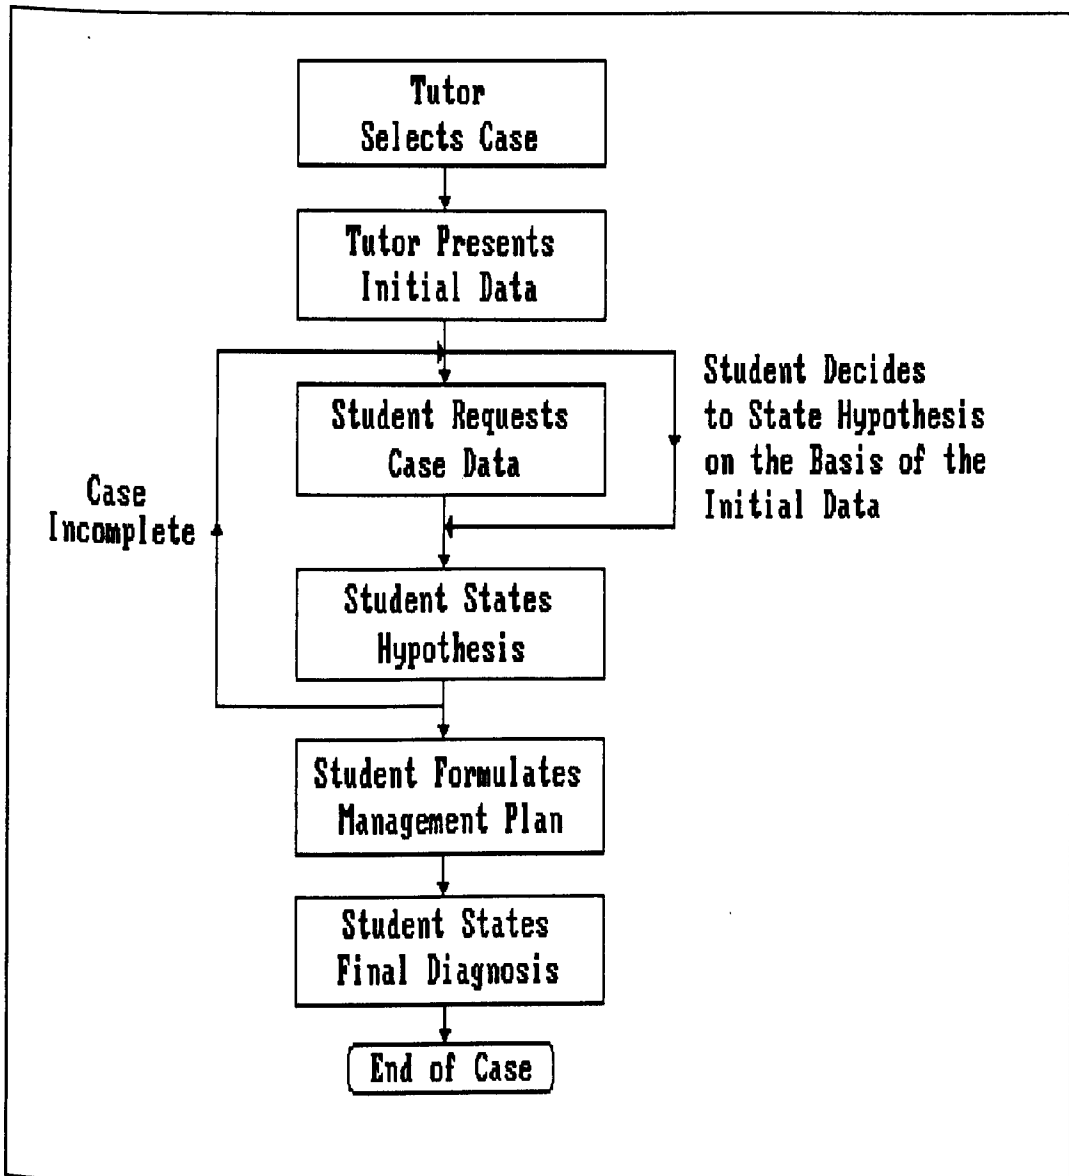 Tutor
Selects Case
Tutor Presents
Initial Data
Student Requests
Case Data
Student Decides
to State Hypothesis
on the Basis of the
Initial Data
Case
Incomplete
Student States
Hypothesis
Student Formulates
Management Plan
Student States
Final Diagnosis
End of Case